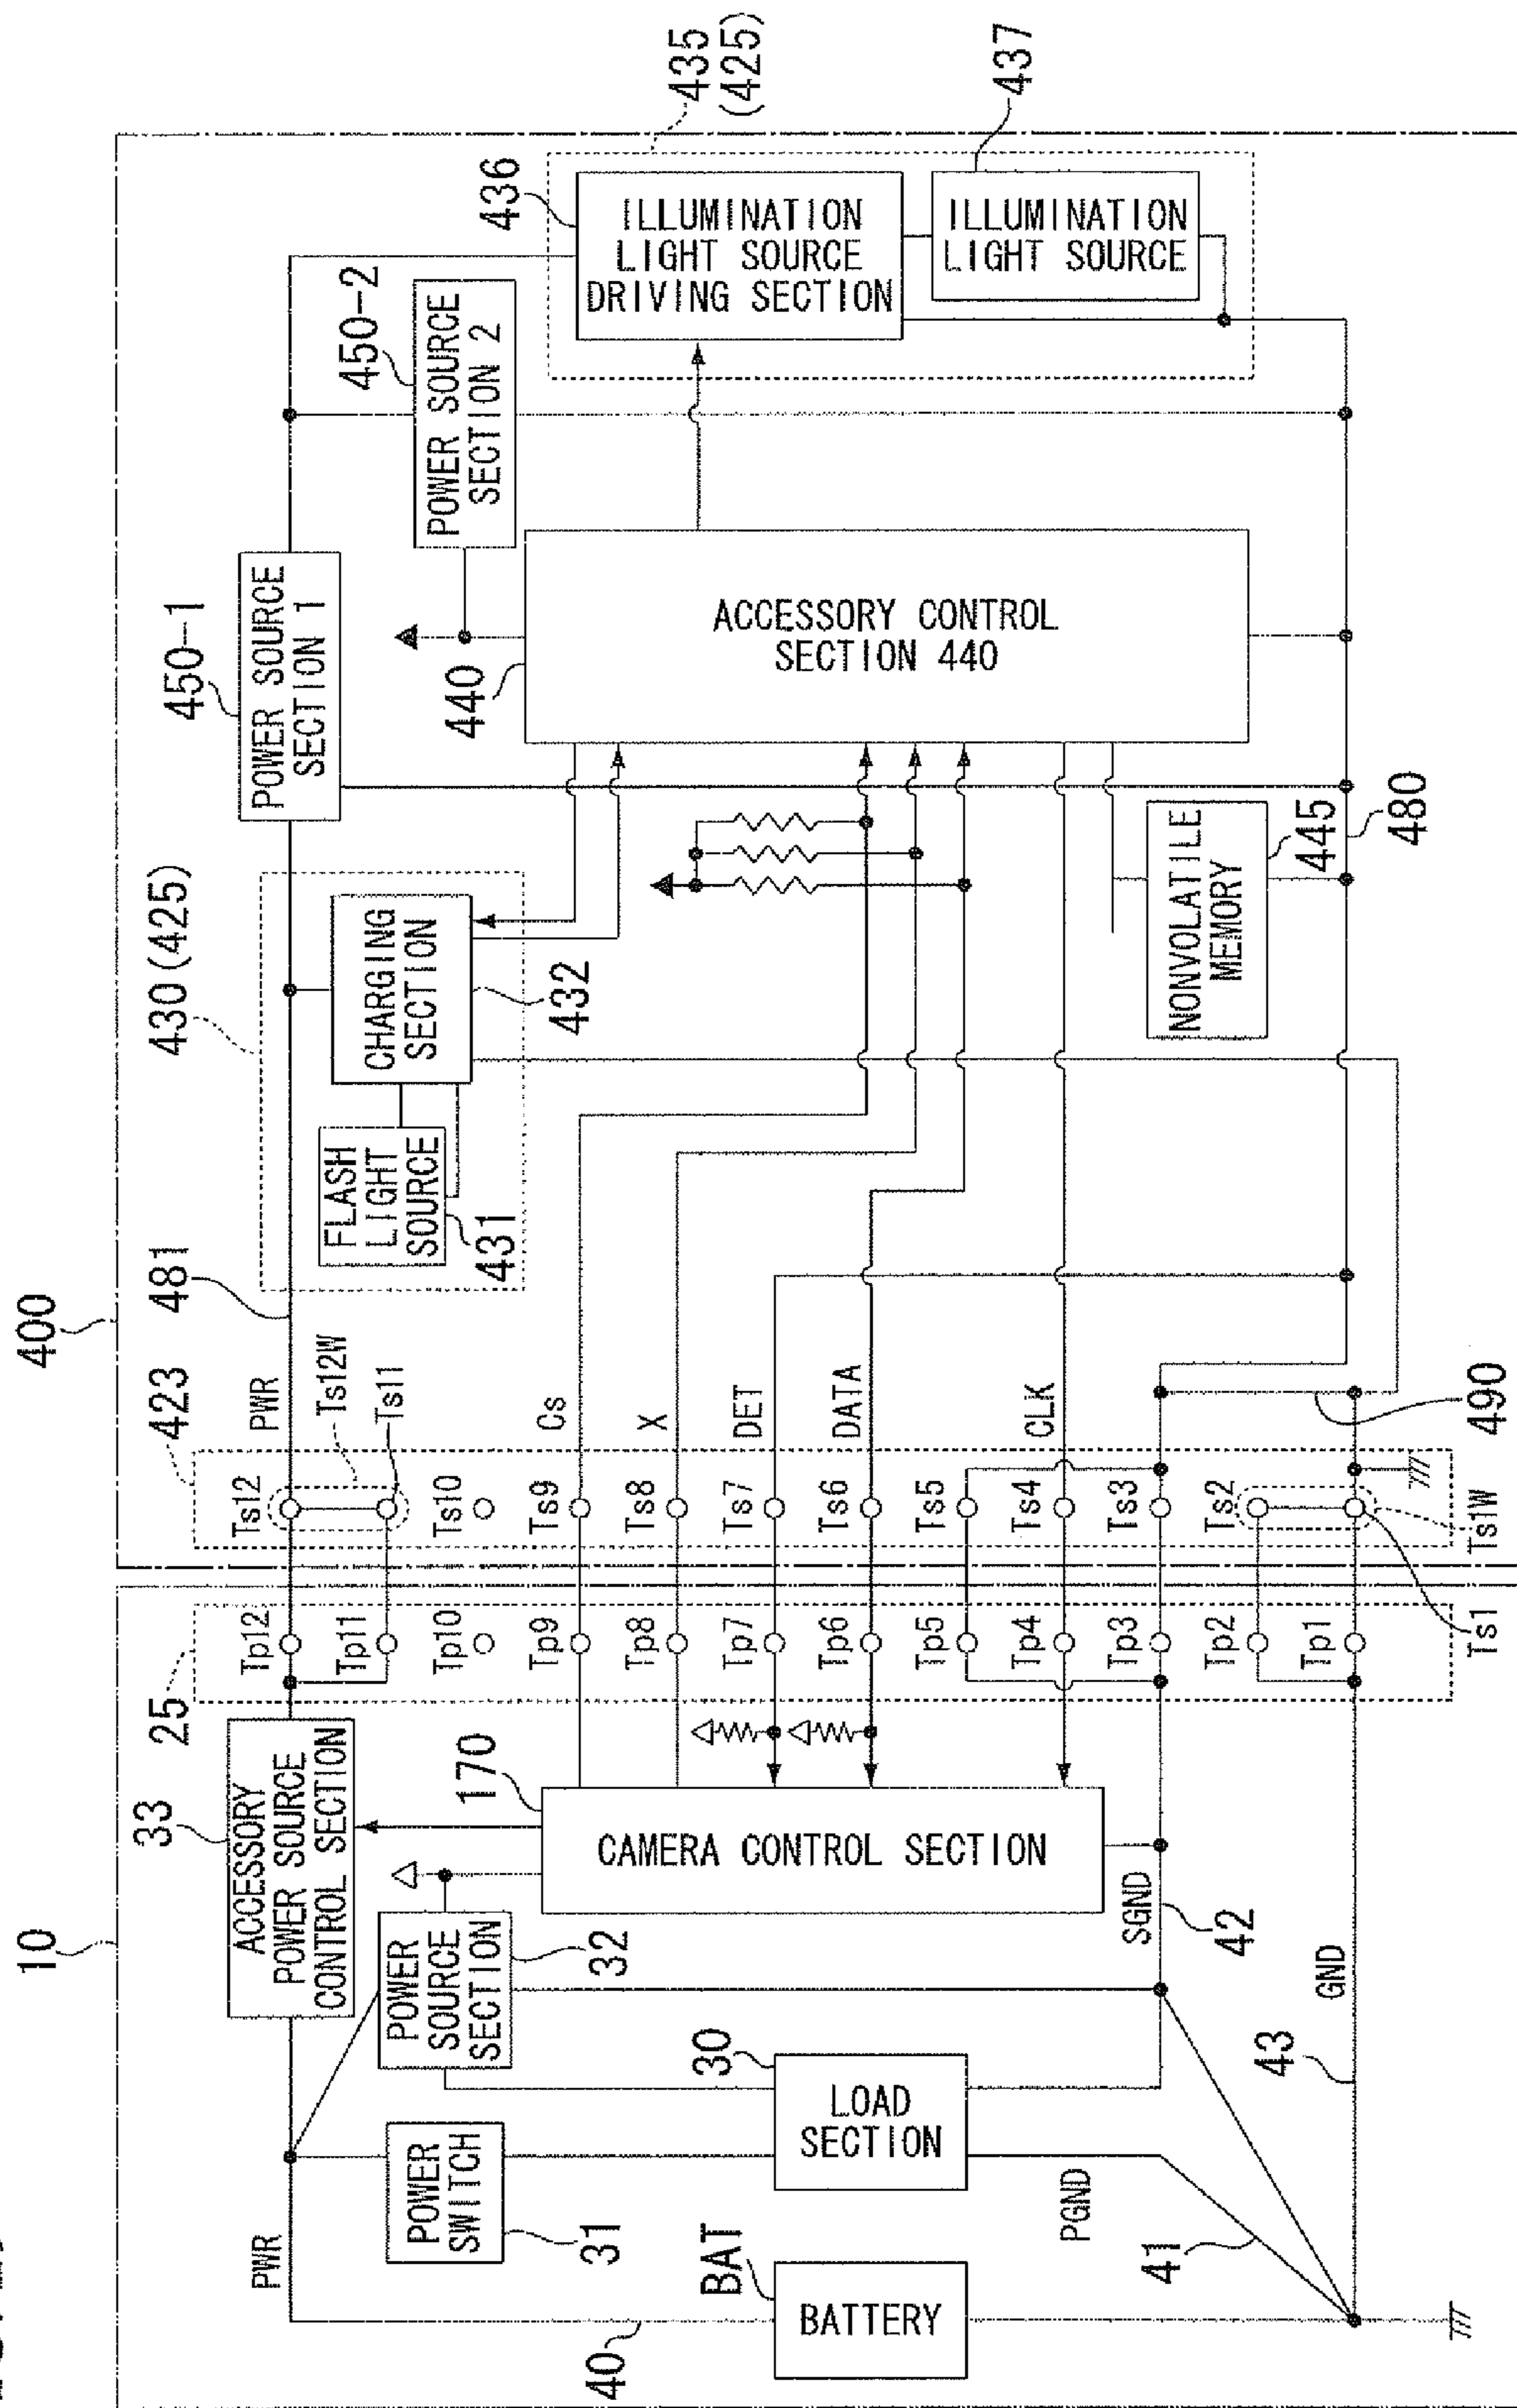 10
400
33
ACCESSORY
POWER SOURCE
CONTROL SECTION
25
423
PWR
481
430 (425)
450-1
POWER SOURCE
SECTION 1
450-2
POWER SOURCE
SECTION 2
436
435
(425)
437
ILLUMINATION
LIGHT SOURCE
DRIVING SECTION
ILLUMINATION
LIGHT SOURCE
PWR
40
POWER
SWITCH
31
POWER
SOURCE
SECTION
32
170
CAMERA CONTROL SECTION
BAT
BATTERY
30
LOAD
SECTION
PGND
41
SGND
42
GND
43
Tp12
Tp11
Tp10
Tp9
Tp8
Tp7
Tp6
Tp5
Tp4
Tp3
Tp2
Tp1
Ts12
Ts12W
Ts11
Ts10
Ts9
Ts8
Ts7
Ts6
Ts5
Ts4
Ts3
Ts2
Ts1
Ts1W
Cs
X
DET
DATA
CLK
490
FLASH
LIGHT
SOURCE
431
CHARGING
SECTION
432
440
ACCESSORY CONTROL
SECTION 440
NONVOLATILE
MEMORY
445
480